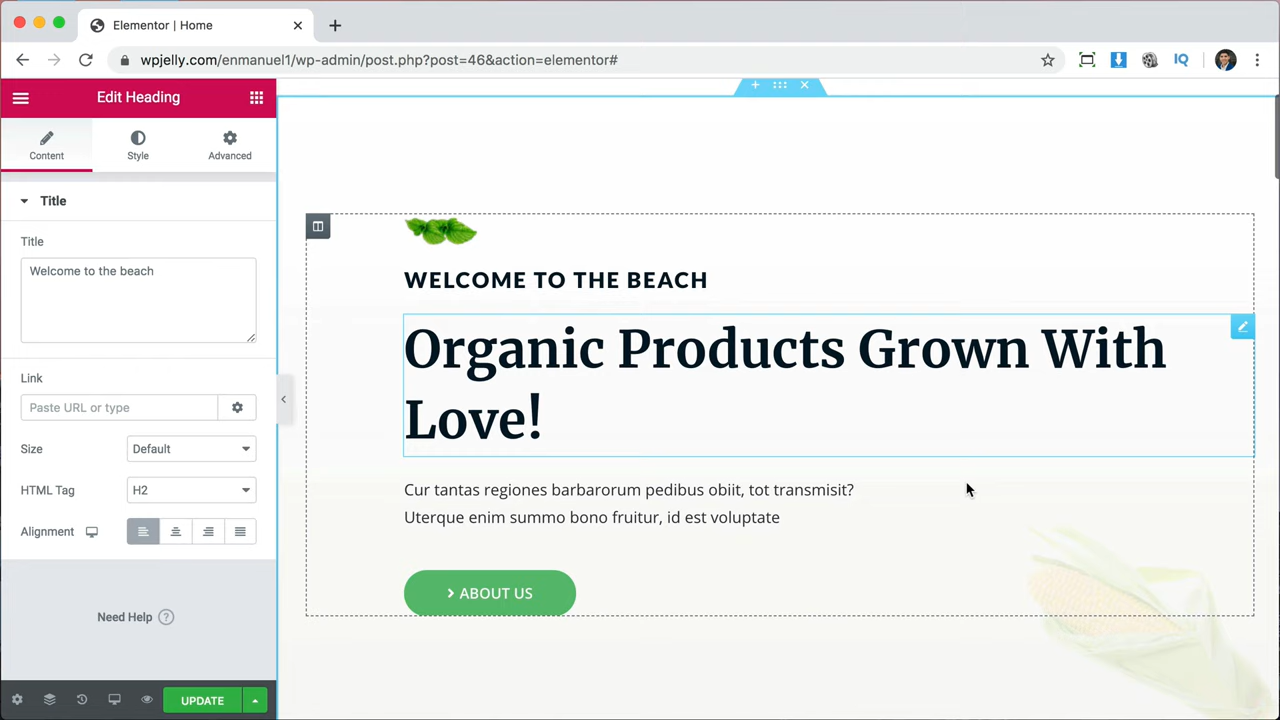 Elementor | Home
wpjelly.com/enmanuel1/wp-admin/post.php?post=46&action=elementor#
IQ
Edit Heading
Content
Style
Advanced
Title
Title
Welcome to the beach
Link
Paste URL or type
Size
Default
HTML Tag
H2
Alignment
Need Help
?
UPDATE
WELCOME TO THE BEACH
Organic Products Grown With
Love!
Cur tantas regiones barbarorum pedibus obiit, tot transmisit?
Uterque enim summo bono fruitur, id est voluptate
ABOUT US